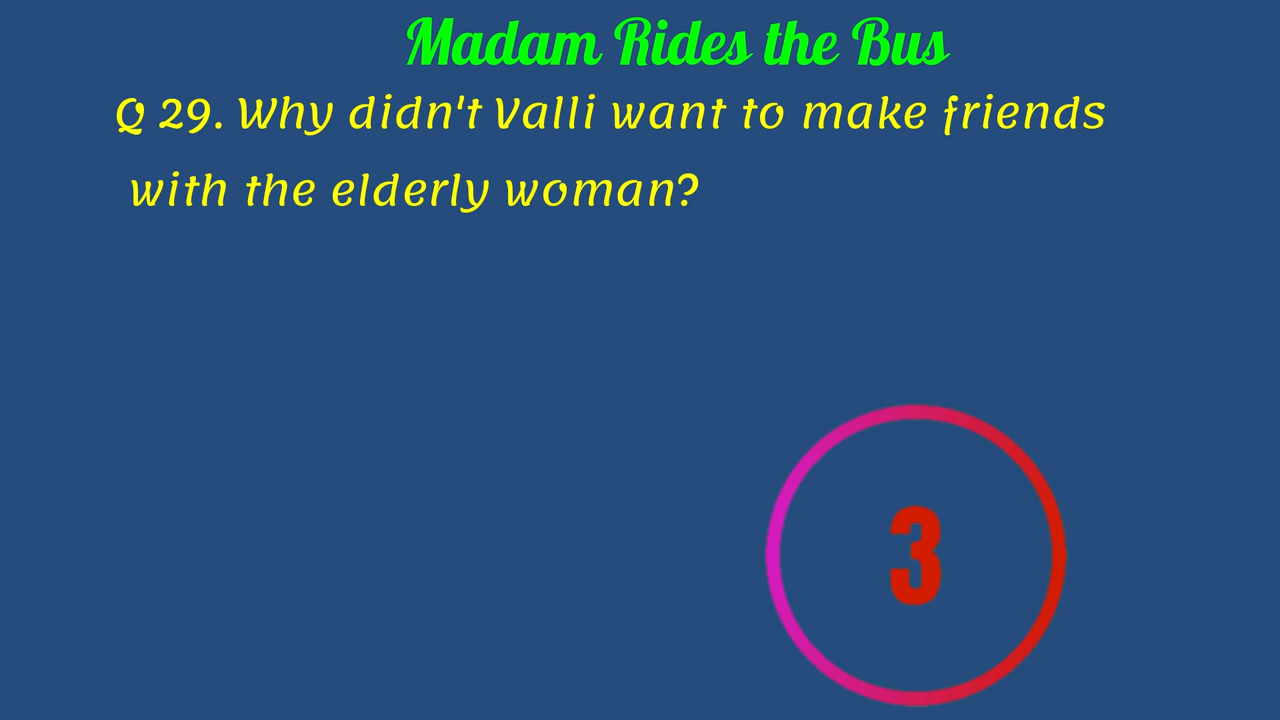 Madam Rides the Bus
Q 29. Why didn't Valli want to make friends
with the elderly woman?
3